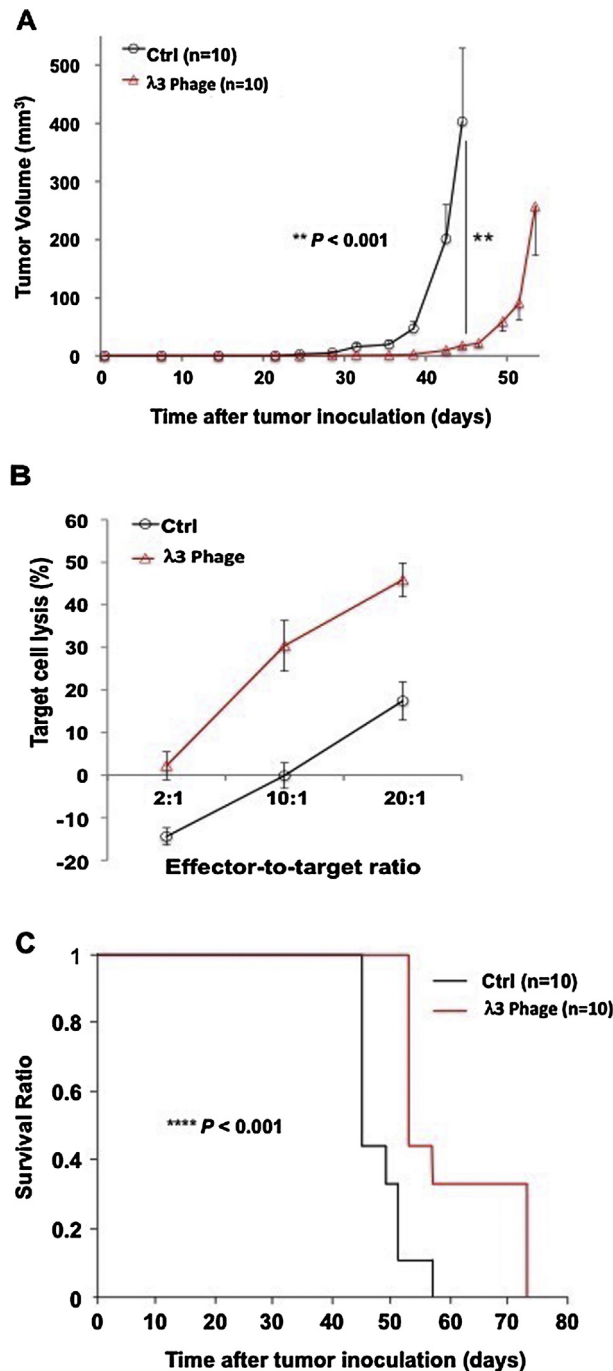 A
Ctrl (n=10)
λ3 Phage (n=10)
500
400
300
200
100
0
Tumor Volume (mm³)
** P < 0.001
**
0 10 20 30 40 50
Time after tumor inoculation (days)
B
Ctrl
λ3 Phage
60
50
40
30
20
10
0
-10
-20
Target cell lysis (%)
2:1 10:1 20:1
Effector-to-target ratio
C
Ctrl (n=10)
λ3 Phage (n=10)
1
0.8
0.6
0.4
0.2
0
Survival Ratio
**** P < 0.001
0 10 20 30 40 50 60 70 80
Time after tumor inoculation (days)